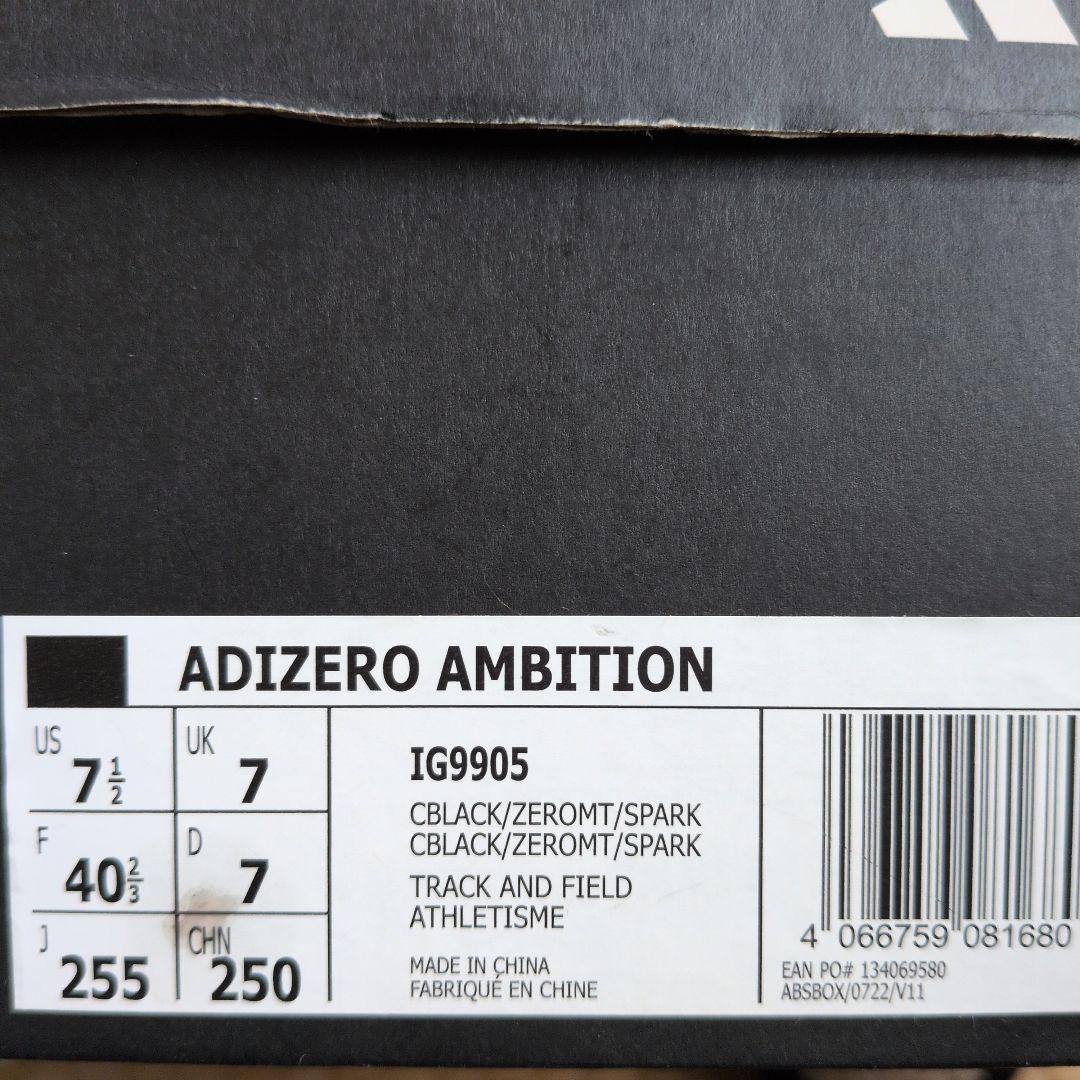 ADIZERO AMBITION
US 7 1/2
UK 7
F 40 2/3
D 7
J 255
CHN 250
IG9905
CBLACK/ZEROMT/SPARK
CBLACK/ZEROMT/SPARK
TRACK AND FIELD
ATHLETISME
MADE IN CHINA
FABRIQUÉ EN CHINE
4 066759 081680
EAN PO# 134069580
ABSBOX/0722/V11